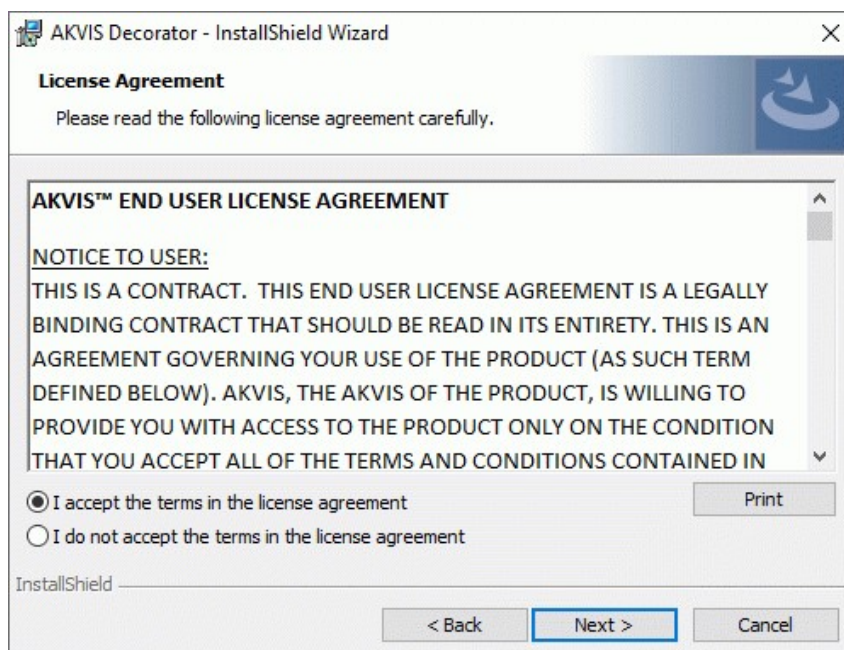 AKVIS Decorator - InstallShield Wizard
License Agreement
Please read the following license agreement carefully.
AKVIS™ END USER LICENSE AGREEMENT
NOTICE TO USER:
THIS IS A CONTRACT.  THIS END USER LICENSE AGREEMENT IS A LEGALLY
BINDING CONTRACT THAT SHOULD BE READ IN ITS ENTIRETY. THIS IS AN
AGREEMENT GOVERNING YOUR USE OF THE PRODUCT (AS SUCH TERM
DEFINED BELOW). AKVIS, THE AKVIS OF THE PRODUCT, IS WILLING TO
PROVIDE YOU WITH ACCESS TO THE PRODUCT ONLY ON THE CONDITION
THAT YOU ACCEPT ALL OF THE TERMS AND CONDITIONS CONTAINED IN
I accept the terms in the license agreement
Print
I do not accept the terms in the license agreement
InstallShield
< Back
Next >
Cancel